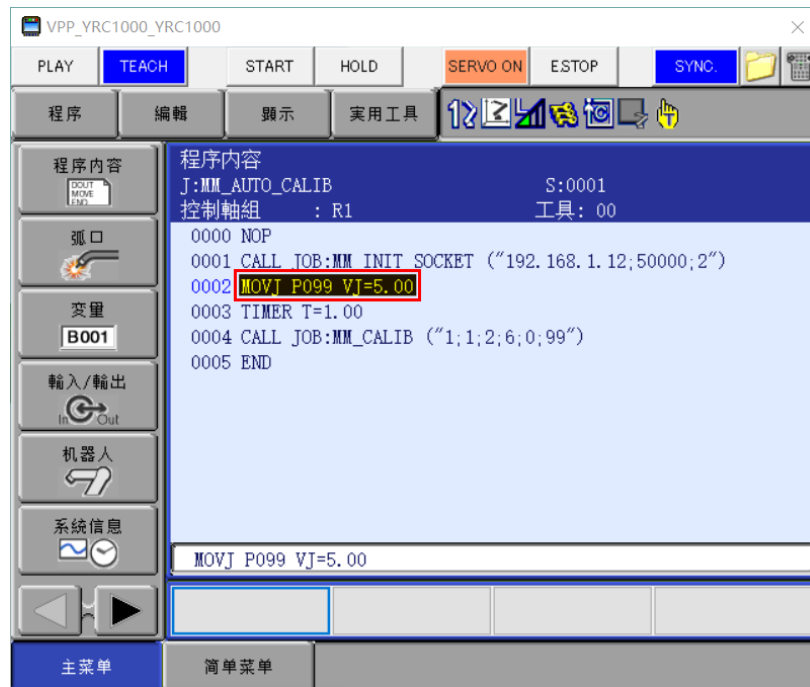 VPP_YRC1000_YRC1000
PLAY TEACH START HOLD SERVO ON E.STOP SYNC.
程序 編輯 顯示 実用工具
程序内容
DOUT
MOVE
END
弧口
变量
B001
輸入/輸出
In Out
机器人
系統信息
程序内容
J:MM_AUTO_CALIB S:0001
控制軸組 : R1 工具: 00
0000 NOP
0001 CALL JOB:MM_INIT_SOCKET ("192.168.1.12;50000;2")
0002 MOVJ P099 VJ=5.00
0003 TIMER T=1.00
0004 CALL JOB:MM_CALIB ("1;1;2;6;0;99")
0005 END
MOVJ P099 VJ=5.00
主菜单 简单菜单